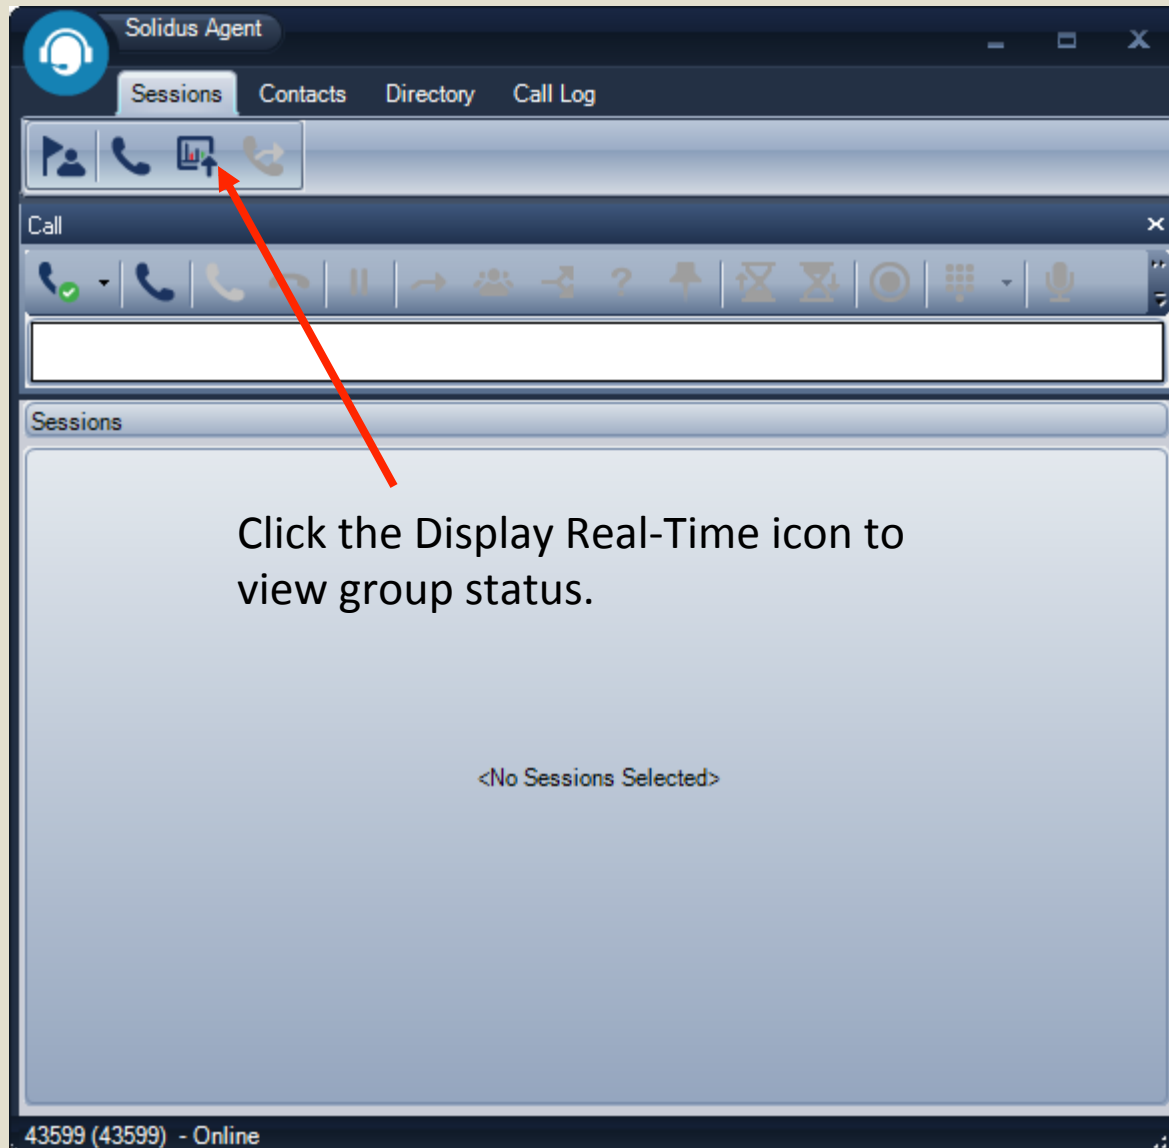 Solidus Agent
Sessions Contacts Directory Call Log
Call
Sessions
Click the Display Real-Time icon to
view group status.
<No Sessions Selected>
43599 (43599) - Online